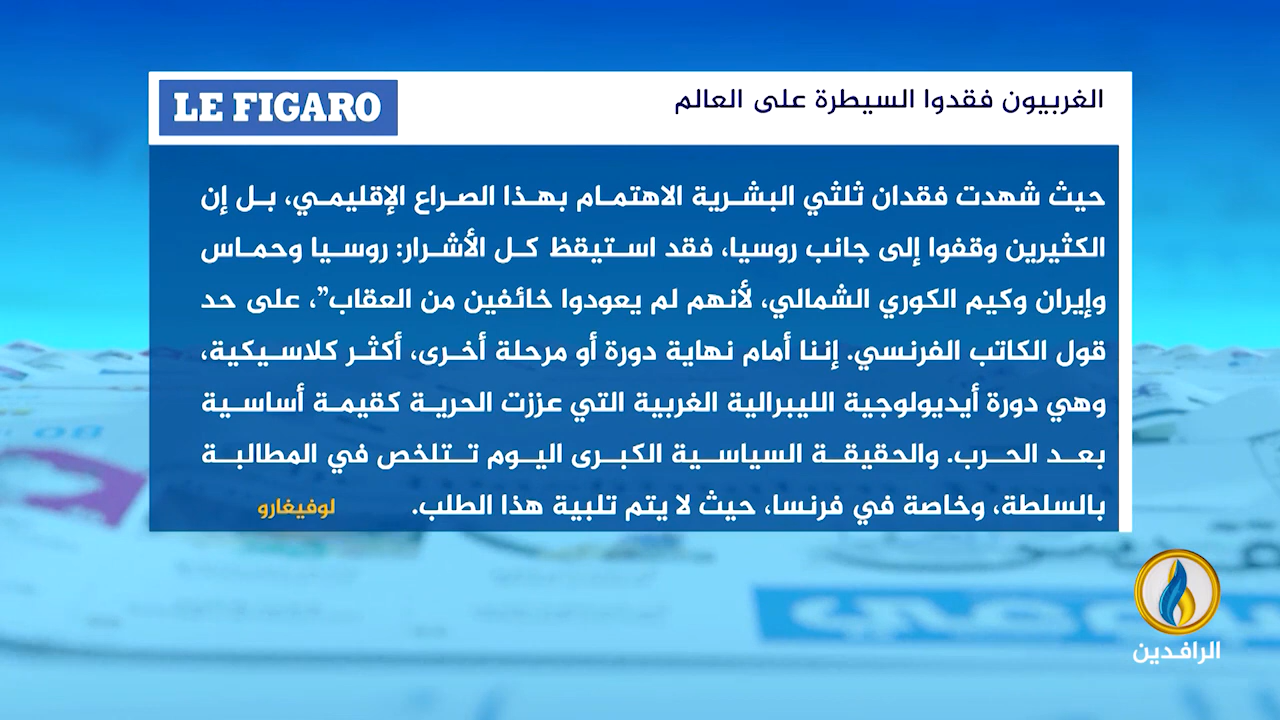 LE FIGARO
الغربيون فقدوا السيطرة على العالم
حيث شهدت فقدان ثلثي البشرية الاهتمام بهذا الصراع الإقليمي، بل إن
الكثيرين وقفوا إلى جانب روسيا، فقد استيقظ كل الأشرار: روسيا وحماس
وإيران وكيم الكوري الشمالي، لأنهم لم يعودوا خائفين من العقاب”، على حد
قول الكاتب الفرنسي. إننا أمام نهاية دورة أو مرحلة أخرى، أكثر كلاسيكية،
وهي دورة أيديولوجية الليبرالية الغربية التي عززت الحرية كقيمة أساسية
بعد الحرب. والحقيقة السياسية الكبرى اليوم تتلخص في المطالبة
بالسلطة، وخاصة في فرنسا، حيث لا يتم تلبية هذا الطلب.
لوفيغارو
الرافدين